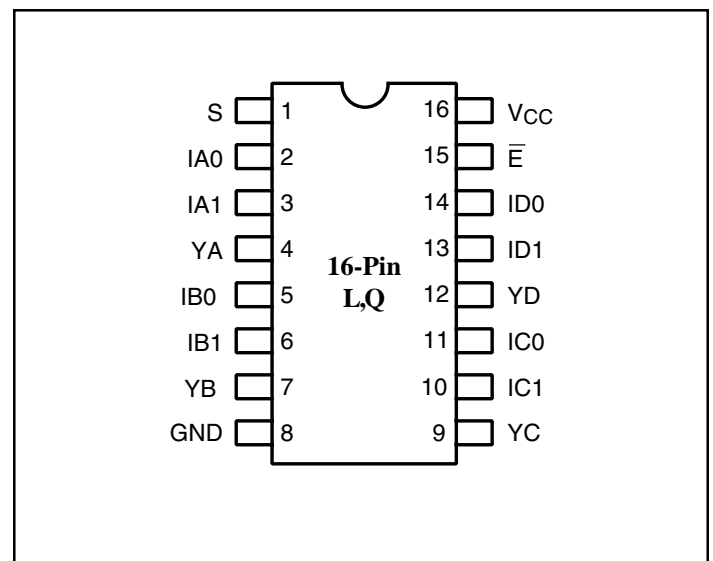 S 1 16 VCC
IA0 2 15 E̅
IA1 3 14 ID0
YA 4 13 ID1
16-Pin
L,Q
IB0 5 12 YD
IB1 6 11 IC0
YB 7 10 IC1
GND 8 9 YC